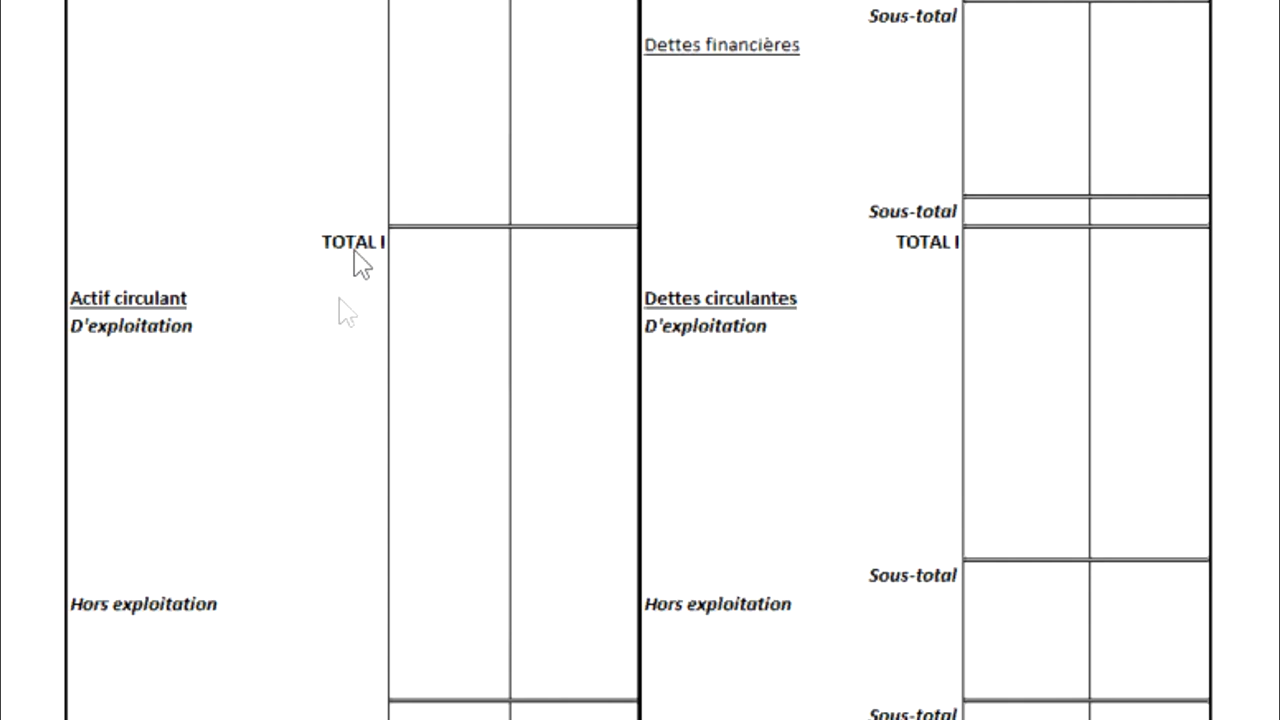 Sous-total
Dettes financières
Sous-total
TOTAL I
TOTAL I
Actif circulant
Dettes circulantes
D'exploitation
D'exploitation
Sous-total
Hors exploitation
Hors exploitation
Sous-total